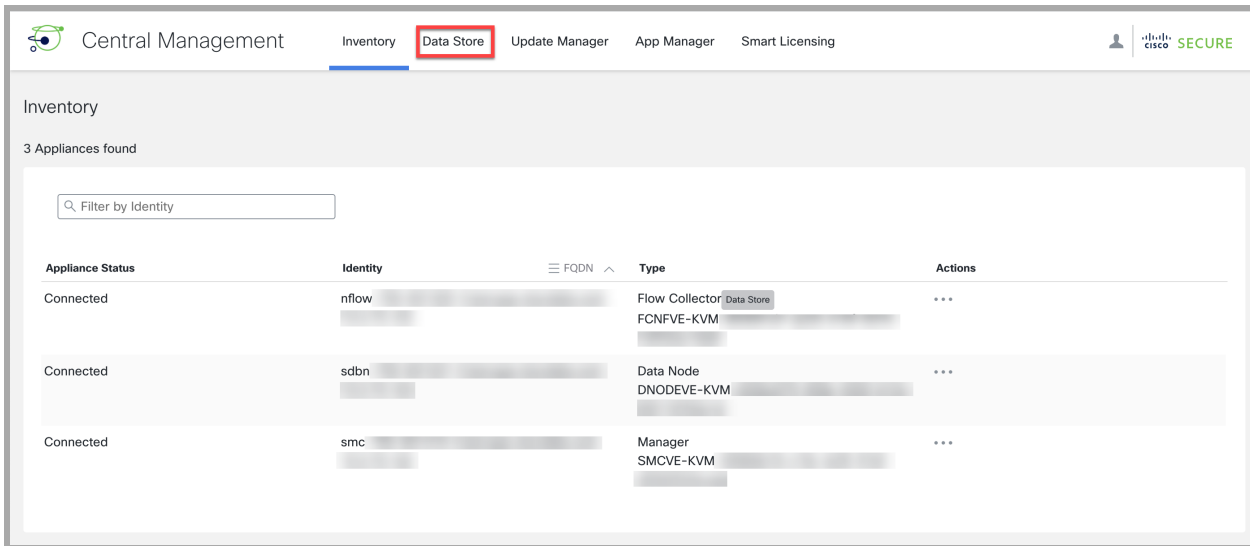 Central Management
Inventory Data Store Update Manager App Manager Smart Licensing
CISCO SECURE
Inventory
3 Appliances found
Filter by Identity
Appliance Status Identity FQDN Type Actions
Connected nflow Flow Collector Data Store
FCNFVE-KVM
Connected sdbn Data Node
DNODEVE-KVM
Connected smc Manager
SMCVE-KVM